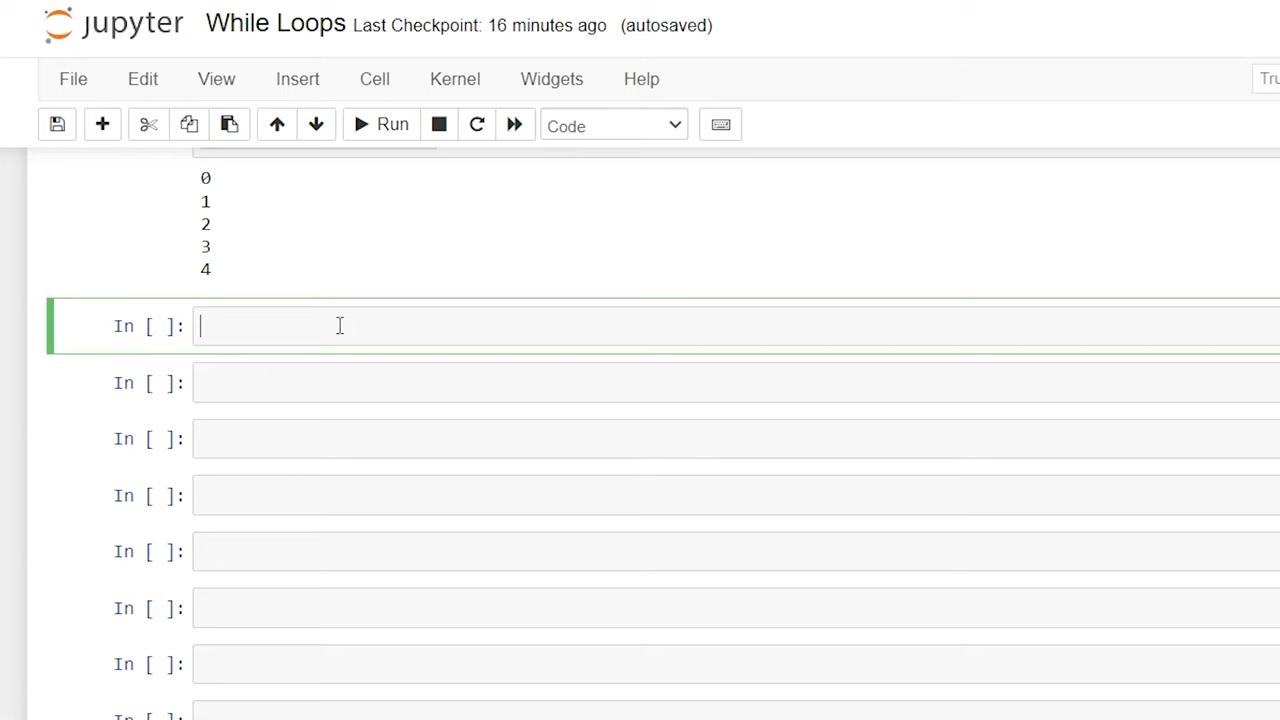 jupyter While Loops Last Checkpoint: 16 minutes ago (autosaved)
File Edit View Insert Cell Kernel Widgets Help
Run Code
0
1
2
3
4
In [ ]:
In [ ]:
In [ ]:
In [ ]:
In [ ]:
In [ ]:
In [ ]: